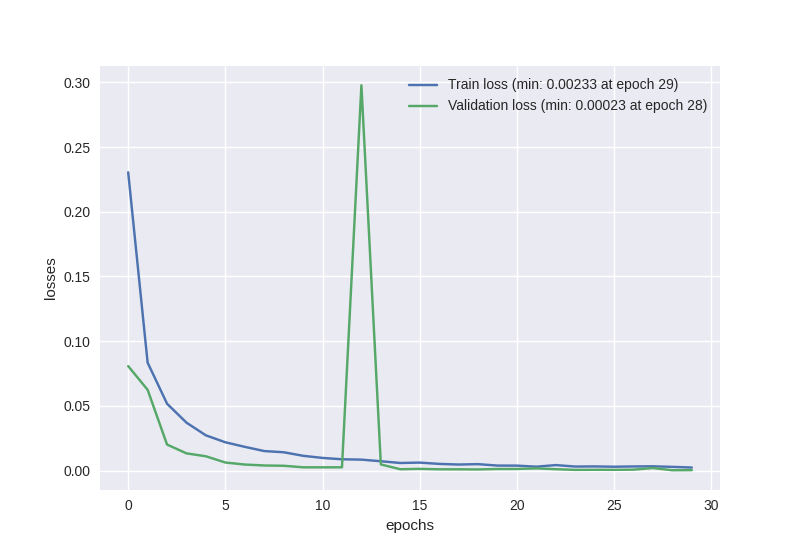 Train loss (min: 0.00233 at epoch 29)
Validation loss (min: 0.00023 at epoch 28)
0.30
0.25
0.20
0.15
0.10
0.05
0.00
losses
0 5 10 15 20 25 30
epochs